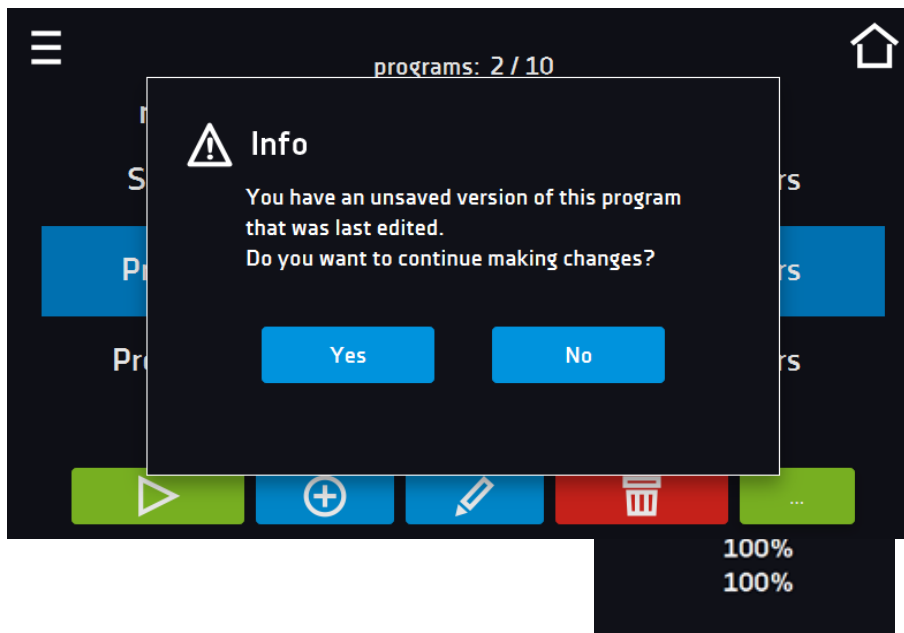 programs: 2 / 10
Info
You have an unsaved version of this program
that was last edited.
Do you want to continue making changes?
Yes
No
...
100%
100%